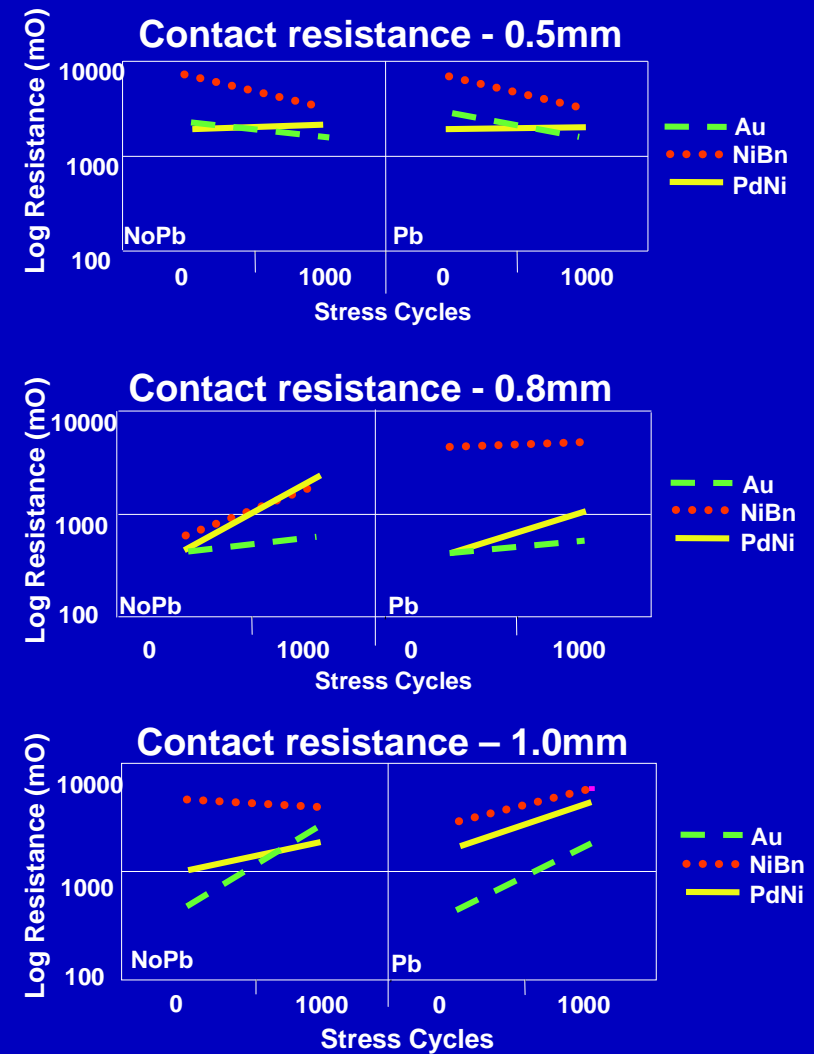 Contact resistance - 0.5mm
Log Resistance (mO)
10000
1000
100
NoPb
Pb
0 1000 0 1000
Stress Cycles
Au
NiBn
PdNi
Contact resistance - 0.8mm
Log Resistance (mO)
10000
1000
100
NoPb
Pb
0 1000 0 1000
Stress Cycles
Au
NiBn
PdNi
Contact resistance – 1.0mm
Log Resistance (mO)
10000
1000
100
NoPb
Pb
0 1000 0 1000
Stress Cycles
Au
NiBn
PdNi